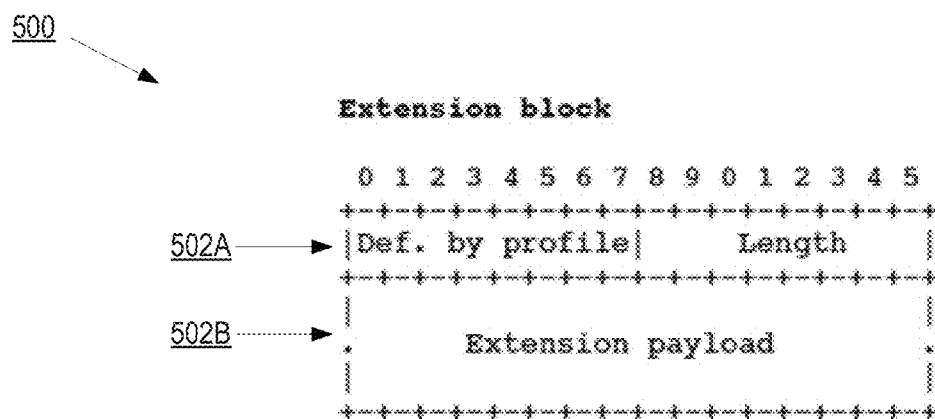 500
Extension block
0 1 2 3 4 5 6 7 8 9 0 1 2 3 4 5
+-+-+-+-+-+-+-+-+-+-+-+-+-+-+-+-+
502A |Def. by profile| Length |
+-+-+-+-+-+-+-+-+-+-+-+-+-+-+-+-+
502B . Extension payload .
+-+-+-+-+-+-+-+-+-+-+-+-+-+-+-+-+